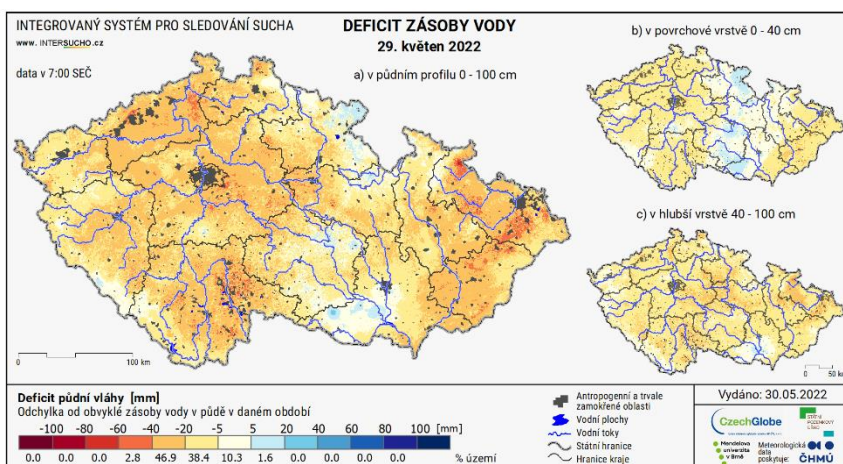 INTEGROVANÝ SYSTÉM PRO SLEDOVÁNÍ SUCHA
www. INTERSUCHO.cz
data v 7:00 SEČ
DEFICIT ZÁSOBY VODY
29. květen 2022
a) v půdním profilu 0 - 100 cm
b) v povrchové vrstvě 0 - 40 cm
c) v hlubší vrstvě 40 - 100 cm
0 100 km
0 50 km
Deficit půdní vláhy [mm]
Odchylka od obvyklé zásoby vody v půdě v daném období
-100 -80 -60 -40 -20 -5 5 20 40 60 80 100 [mm]
0.0 0.0 0.0 2.8 46.9 38.4 10.3 1.6 0.0 0.0 0.0 0.0 % území
Antropogenní a trvale
zamokřené oblasti
Vodní plochy
Vodní toky
Státní hranice
Hranice kraje
Vydáno: 30.05.2022
CzechGlobe
STÁTNÍ
POZEMKOVÝ
ÚŘAD
Mendelova
univerzita
v Brně
Meteorologická
data
poskytuje:
ČHMÚ